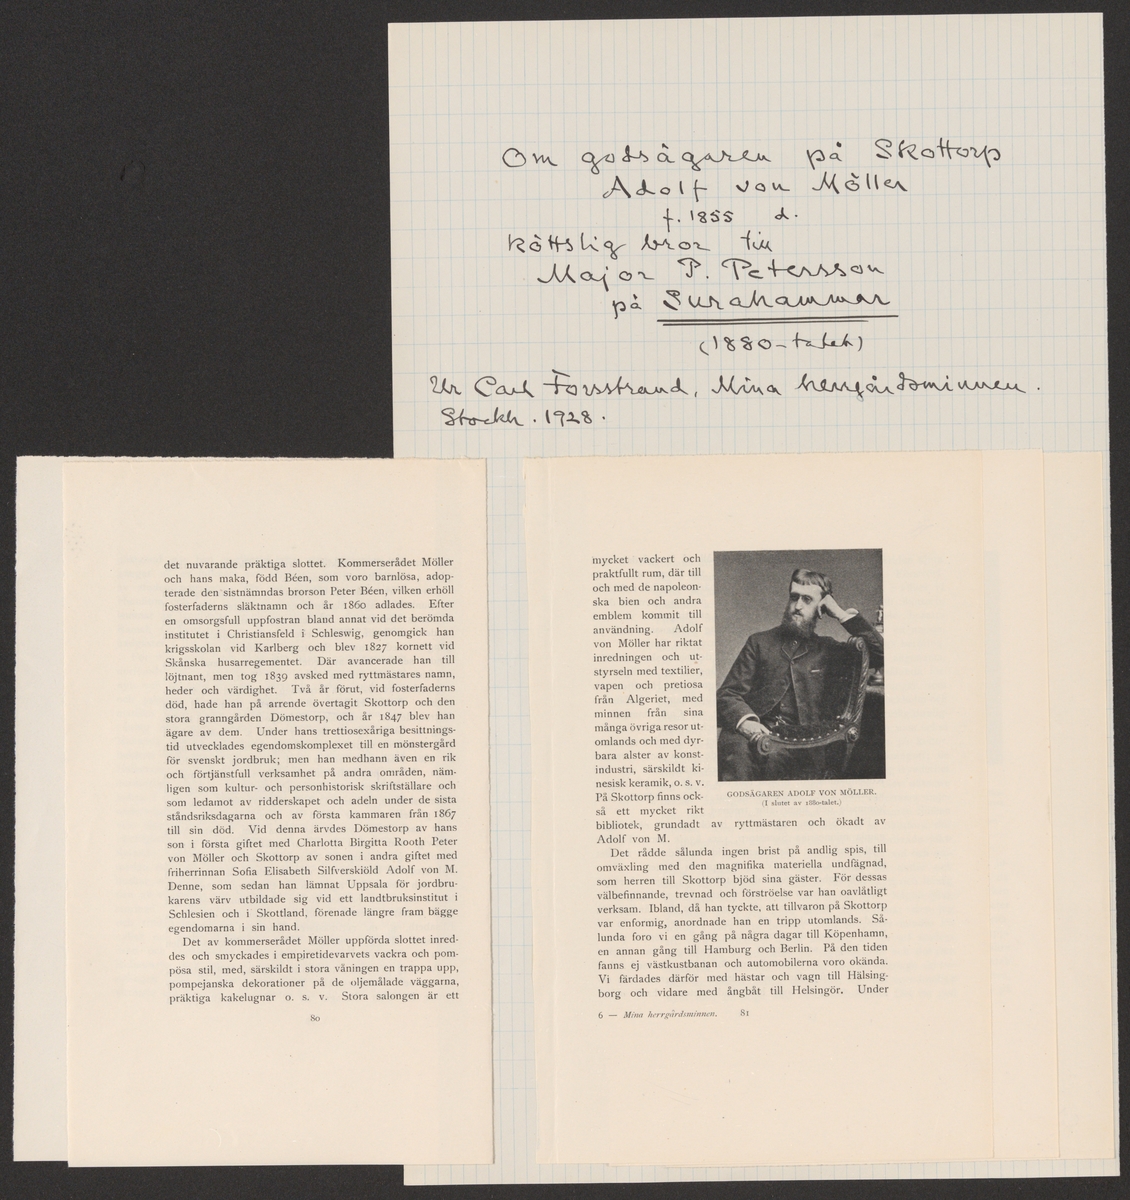 Om godsägaren på Skottorp
Adolf von Möller
f. 1855 d.
köttslig bror till
Major P. Petersson
på Surahammar
(1880-talet)
Ur Carl Forsstrand, Mina herrgårdsminnen.
Stockh. 1928.
det nuvarande präktiga slottet. Kommerserådet Möller
och hans maka, född Béen, som voro barnlösa, adop-
terade den sistnämndas brorson Peter Béen, vilken erhöll
fosterfaderns släktnamn och år 1860 adlades. Efter
en omsorgsfull uppfostran bland annat vid det berömda
institutet i Christiansfeld i Schleswig, genomgick han
krigsskolan vid Karlberg och blev 1827 kornett vid
Skånska husarregementet. Där avancerade han till
löjtnant, men tog 1839 avsked med ryttmästares namn,
heder och värdighet. Två år förut, vid fosterfaderns
död, hade han på arrende övertagit Skottorp och den
stora granngården Dömestorp, och år 1847 blev han
ägare av dem. Under hans trettiosexåriga besittnings-
tid utvecklades egendomskomplexet till en mönstergård
för svenskt jordbruk; men han medhann även en rik
och förtjänstfull verksamhet på andra områden, näm-
ligen som kultur- och personhistorisk skriftställare och
som ledamot av ridderskapet och adeln under de sista
ståndsriksdagarna och av första kammaren från 1867
till sin död. Vid denna ärvdes Dömestorp av hans
son i första giftet med Charlotta Birgitta Rooth Peter
von Möller och Skottorp av sonen i andra giftet med
friherrinnan Sofia Elisabeth Silfverskiöld Adolf von M.
Denne, som sedan han lämnat Uppsala för jordbru-
karens värv utbildade sig vid ett landtbruksinstitut i
Schlesien och i Skottland, förenade längre fram bägge
egendomarna i sin hand.
Det av kommerserådet Möller uppförda slottet inred-
des och smyckades i empiretidevarvets vackra och pom-
pösa stil, med, särskildt i stora våningen en trappa upp,
pompejanska dekorationer på de oljemålade väggarna,
präktiga kakelugnar o. s. v. Stora salongen är ett
80
mycket vackert och
praktfullt rum, där till
och med de napoleon-
ska bien och andra
emblem kommit till
användning. Adolf
von Möller har riktat
inredningen och ut-
styrseln med textilier,
vapen och pretiosa
från Algeriet, med
minnen från sina
många övriga resor ut-
omlands och med dyr-
bara alster av konst-
industri, särskildt ki-
nesisk keramik, o. s. v.
På Skottorp finns ock-
så ett mycket rikt
GODSÄGAREN ADOLF VON MÖLLER.
(I slutet av 1880-talet.)
bibliotek, grundadt av ryttmästaren och ökadt av
Adolf von M.
Det rådde sålunda ingen brist på andlig spis, till
omväxling med den magnifika materiella undfägnad,
som herren till Skottorp bjöd sina gäster. För dessas
välbefinnande, trevnad och förströelse var han oavlåtligt
verksam. Ibland, då han tyckte, att tillvaron på Skottorp
var enformig, anordnade han en tripp utomlands. Så-
lunda foro vi en gång på några dagar till Köpenhamn,
en annan gång till Hamburg och Berlin. På den tiden
fanns ej västkustbanan och automobilerna voro okända.
Vi färdades därför med hästar och vagn till Hälsing-
borg och vidare med ångbåt till Helsingör. Under
6 — Mina herrgårdsminnen. 81